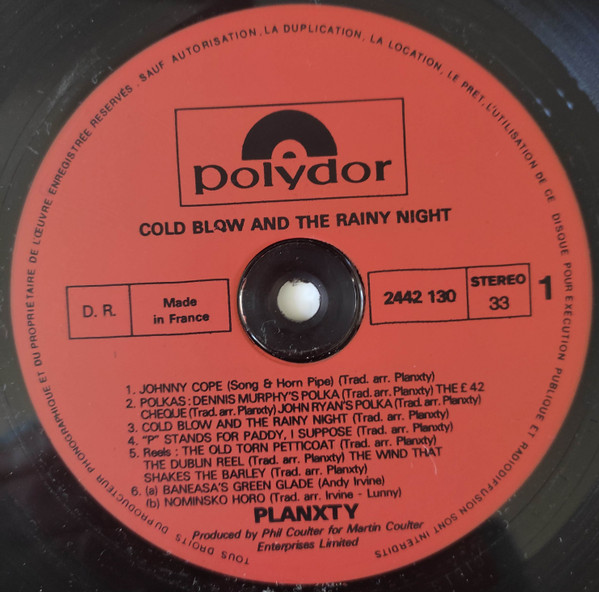 TOUS DROITS DU PRODUCTEUR PHONOGRAPHIQUE ET DU PROPRIETAIRE DE L'ŒUVRE ENREGISTRÉE RESERVÉS - SAUF AUTORISATION, LA DUPLICATION, LA LOCATION, LE PRET, L'UTILISATION DE CE DISQUE POUR EXÉCUTION PUBLIQUE ET RADIODIFFUSION SONT INTERDITS
polydor
COLD BLOW AND THE RAINY NIGHT
D. R. Made in France
2442 130 STEREO 33 1
1. JOHNNY COPE (Song & Horn Pipe) (Trad. arr. Planxty)
2. POLKAS: DENNIS MURPHY'S POLKA (Trad. arr. Planxty) THE £ 42
CHEQUE (Trad. arr. Planxty) JOHN RYAN'S POLKA (Trad. arr. Planxty)
3. COLD BLOW AND THE RAINY NIGHT (Trad. arr. Planxty)
4. "P" STANDS FOR PADDY, I SUPPOSE (Trad. arr. Planxty)
5. Reels : THE OLD TORN PETTICOAT (Trad. arr. Planxty)
THE DUBLIN REEL (Trad. arr. Planxty) THE WIND THAT
SHAKES THE BARLEY (Trad. arr. Planxty)
6. (a) BANEASA'S GREEN GLADE (Andy Irvine)
(b) NOMINSKO HORO (Trad. arr. Irvine - Lunny)
PLANXTY
Produced by Phil Coulter for Martin Coulter
Enterprises Limited